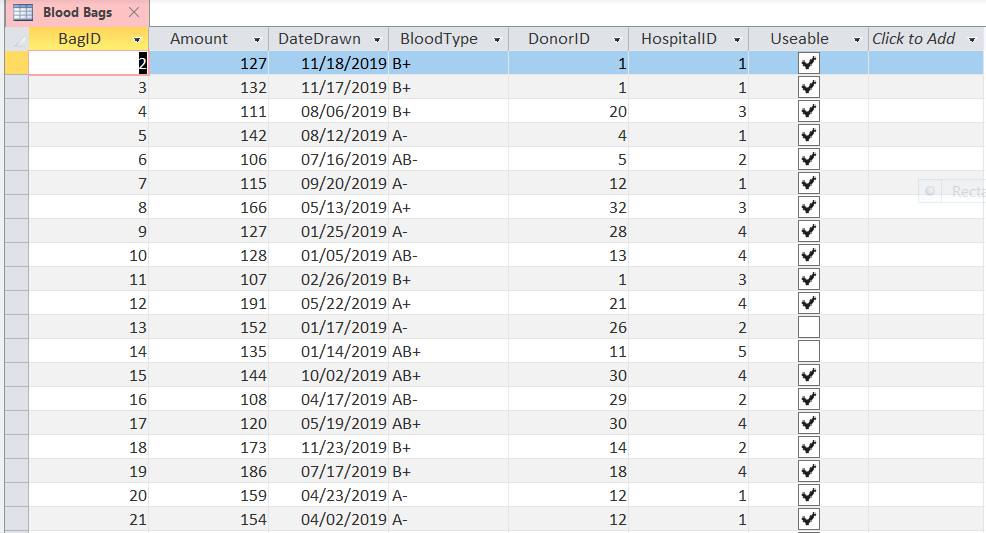 Blood Bags
BagID Amount DateDrawn BloodType DonorID HospitalID Useable Click to Add
2 127 11/18/2019 B+ 1 1
3 132 11/17/2019 B+ 1 1
4 111 08/06/2019 B+ 20 3
5 142 08/12/2019 A- 4 1
6 106 07/16/2019 AB- 5 2
7 115 09/20/2019 A- 12 1
8 166 05/13/2019 A+ 32 3
9 127 01/25/2019 A- 28 4
10 128 01/05/2019 AB- 13 4
11 107 02/26/2019 B+ 1 3
12 191 05/22/2019 A+ 21 4
13 152 01/17/2019 A- 26 2
14 135 01/14/2019 AB+ 11 5
15 144 10/02/2019 AB+ 30 4
16 108 04/17/2019 AB- 29 2
17 120 05/19/2019 AB+ 30 4
18 173 11/23/2019 B+ 14 2
19 186 07/17/2019 B+ 18 4
20 159 04/23/2019 A- 12 1
21 154 04/02/2019 A- 12 1